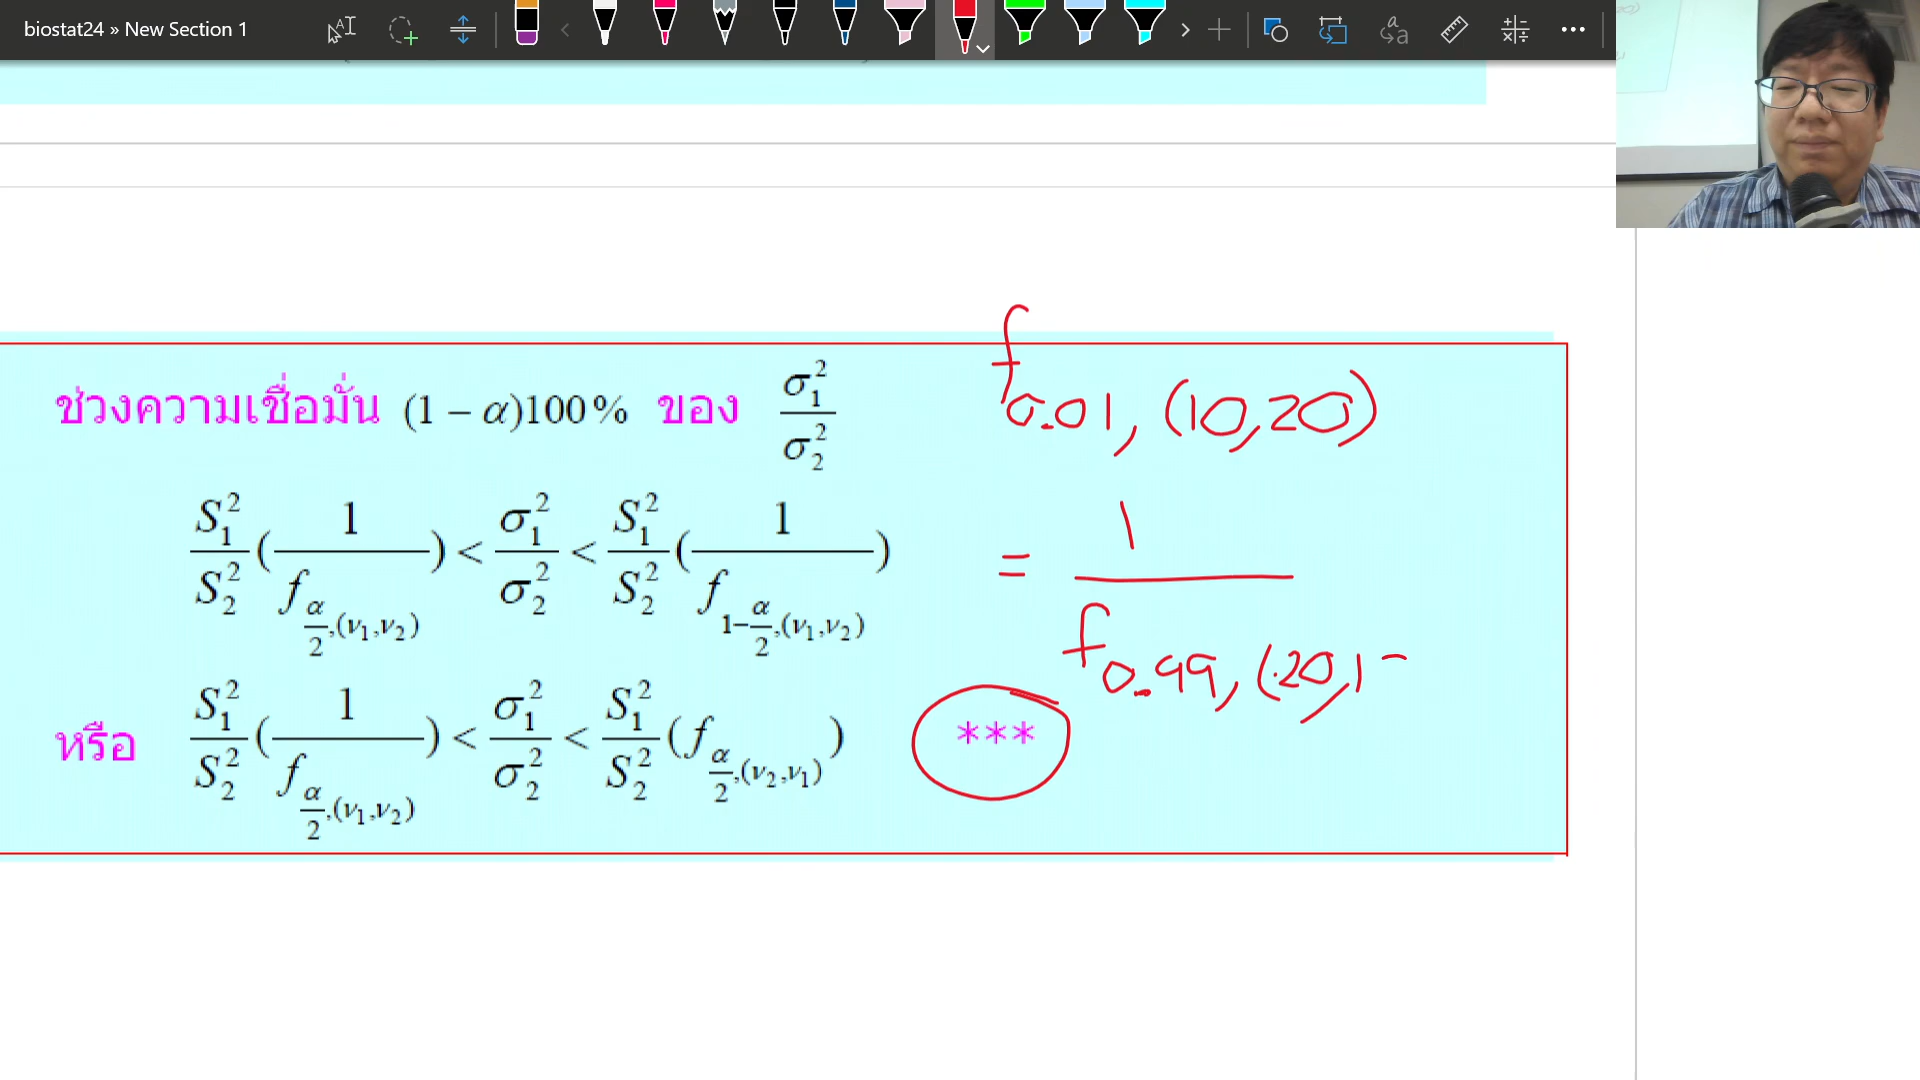 biostat24 » New Section 1
ช่วงความเชื่อมั่น (1 − α)100% ของ σ₁²/σ₂²
S₁²/S₂² (1/f_{α/2,(ν₁,ν₂)}) < σ₁²/σ₂² < S₁²/S₂² (1/f_{1−α/2,(ν₁,ν₂)})
หรือ S₁²/S₂² (1/f_{α/2,(ν₁,ν₂)}) < σ₁²/σ₂² < S₁²/S₂² (f_{α/2,(ν₂,ν₁)}) ***
f 0.01, (10,20)
= 1
f 0.99, (20,1